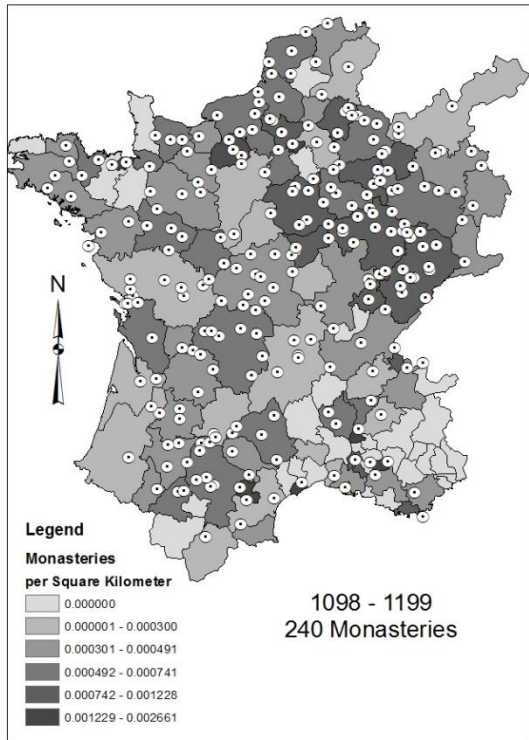 N
Legend
Monasteries
per Square Kilometer
0.000000
0.000001 - 0.000300
0.000301 - 0.000491
0.000492 - 0.000741
0.000742 - 0.001228
0.001229 - 0.002661
1098 - 1199
240 Monasteries